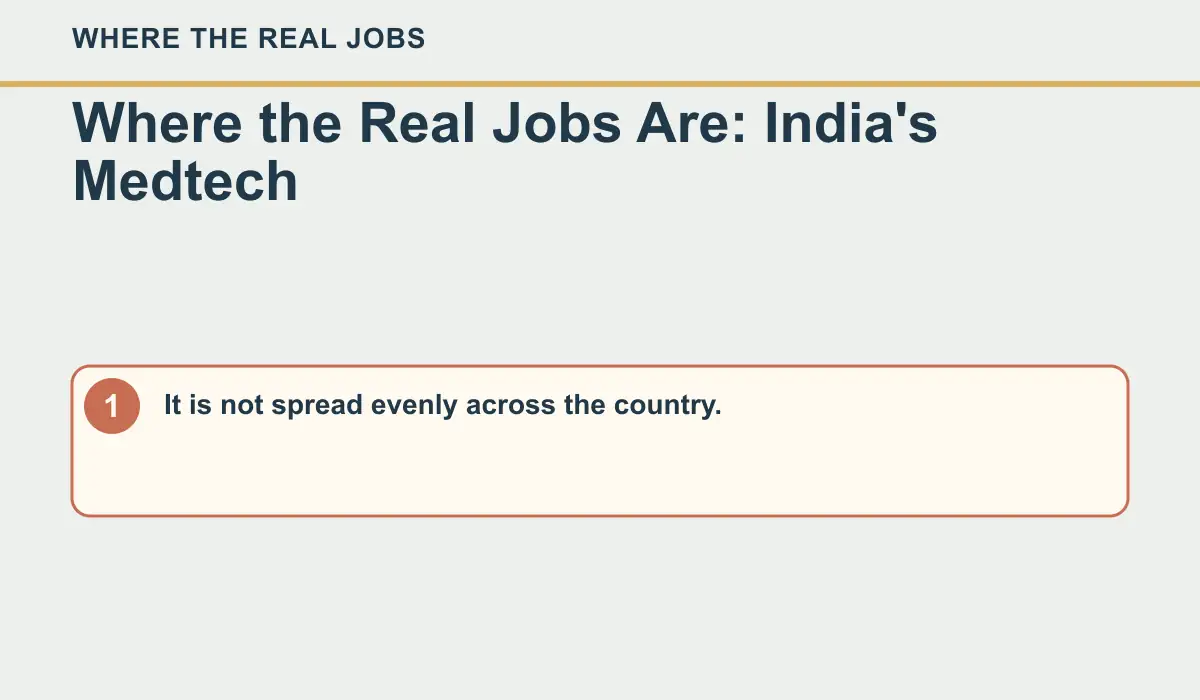 WHERE THE REAL JOBS
Where the Real Jobs Are: India's
Medtech
1
It is not spread evenly across the country.